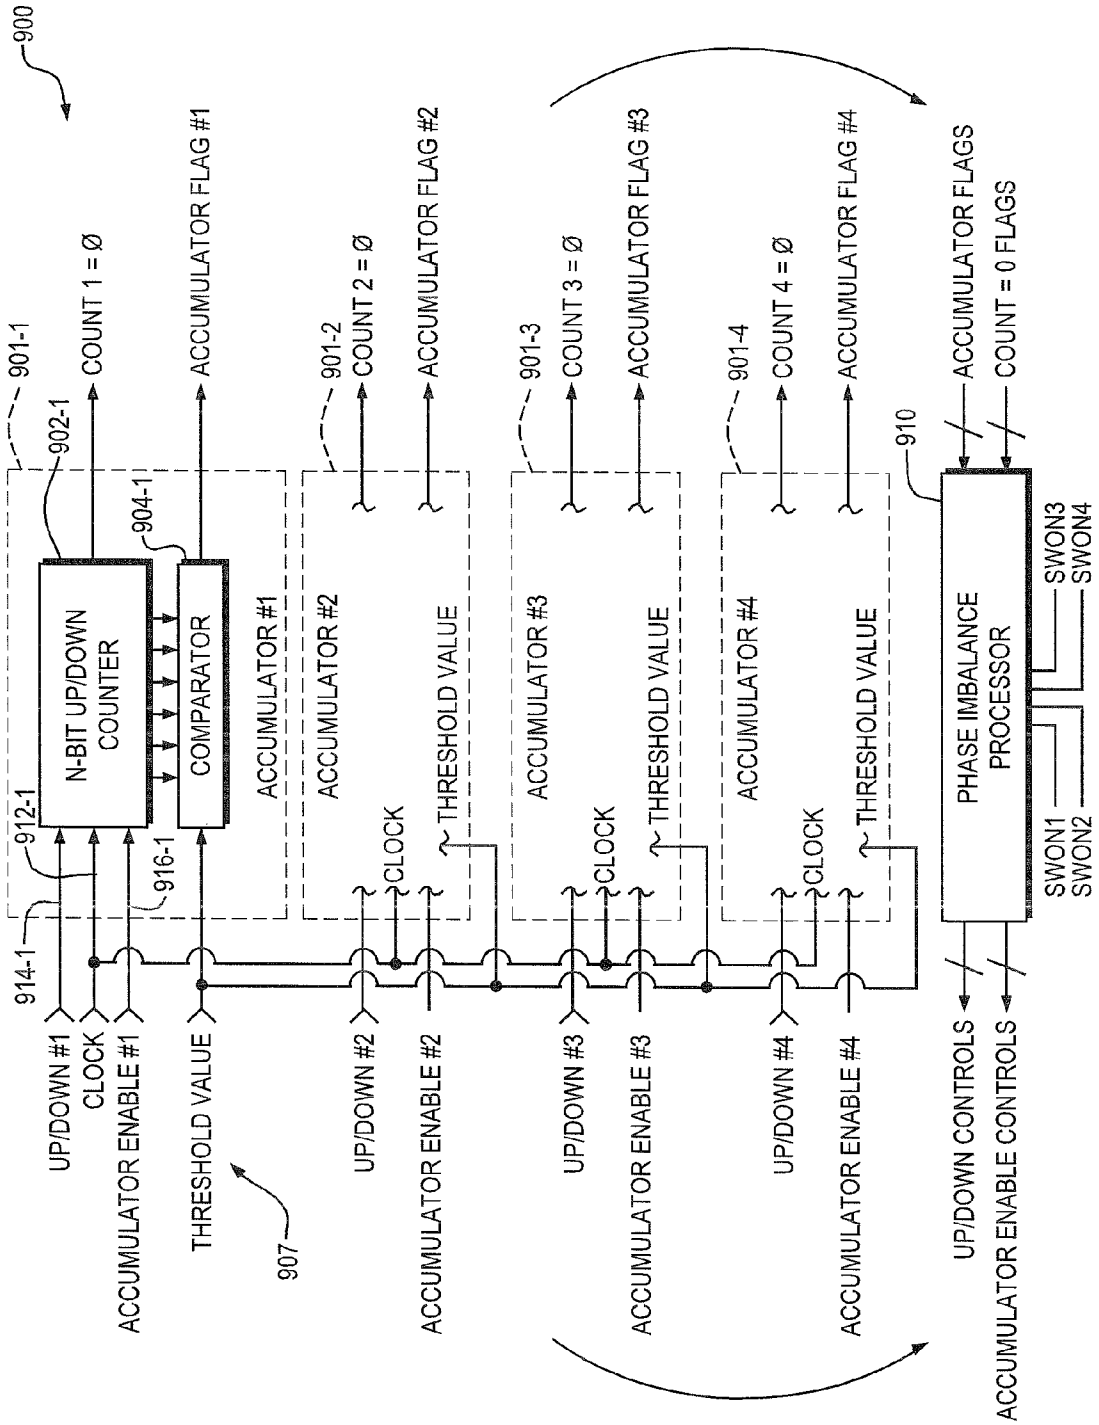 900
901-1
902-1
COUNT 1 = Ø
904-1
ACCUMULATOR FLAG #1
N-BIT UP/DOWN
COUNTER
COMPARATOR
ACCUMULATOR #1
914-1
912-1
916-1
UP/DOWN #1
CLOCK
ACCUMULATOR ENABLE #1
THRESHOLD VALUE
907
901-2
COUNT 2 = Ø
ACCUMULATOR FLAG #2
ACCUMULATOR #2
CLOCK
THRESHOLD VALUE
UP/DOWN #2
ACCUMULATOR ENABLE #2
901-3
COUNT 3 = Ø
ACCUMULATOR FLAG #3
ACCUMULATOR #3
CLOCK
THRESHOLD VALUE
UP/DOWN #3
ACCUMULATOR ENABLE #3
901-4
COUNT 4 = Ø
ACCUMULATOR FLAG #4
ACCUMULATOR #4
CLOCK
THRESHOLD VALUE
UP/DOWN #4
ACCUMULATOR ENABLE #4
910
ACCUMULATOR FLAGS
COUNT = 0 FLAGS
PHASE IMBALANCE
PROCESSOR
UP/DOWN CONTROLS
ACCUMULATOR ENABLE CONTROLS
SWON1
SWON2
SWON3
SWON4